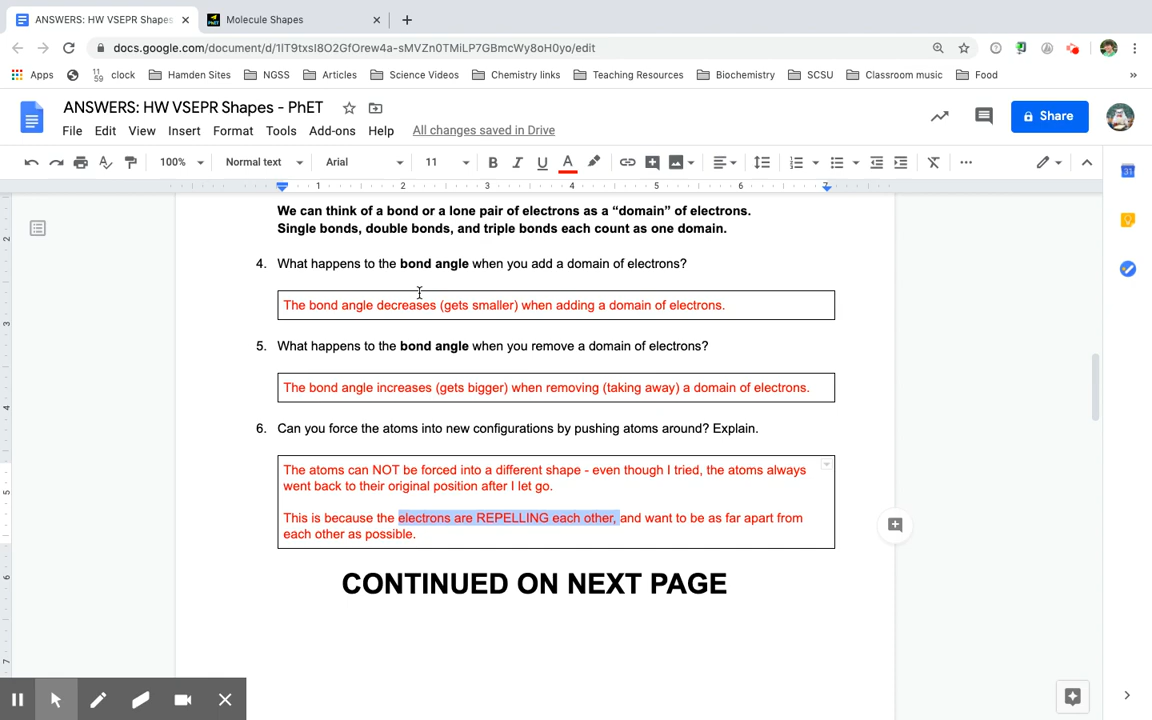 ANSWERS: HW VSEPR Shapes
Molecule Shapes
docs.google.com/document/d/1IT9txsI8O2GfOrew4a-sMVZn0TMiLP7GBmcWy8oH0yo/edit
Apps
11
59
clock
Hamden Sites
NGSS
Articles
Science Videos
Chemistry links
Teaching Resources
Biochemistry
SCSU
Classroom music
Food
ANSWERS: HW VSEPR Shapes - PhET
File Edit View Insert Format Tools Add-ons Help All changes saved in Drive
Share
100% Normal text Arial 11
1 2 3 4 5 6 7
We can think of a bond or a lone pair of electrons as a “domain” of electrons.
Single bonds, double bonds, and triple bonds each count as one domain.
4. What happens to the bond angle when you add a domain of electrons?
The bond angle decreases (gets smaller) when adding a domain of electrons.
5. What happens to the bond angle when you remove a domain of electrons?
The bond angle increases (gets bigger) when removing (taking away) a domain of electrons.
6. Can you force the atoms into new configurations by pushing atoms around? Explain.
The atoms can NOT be forced into a different shape - even though I tried, the atoms always
went back to their original position after I let go.
This is because the electrons are REPELLING each other, and want to be as far apart from
each other as possible.
CONTINUED ON NEXT PAGE